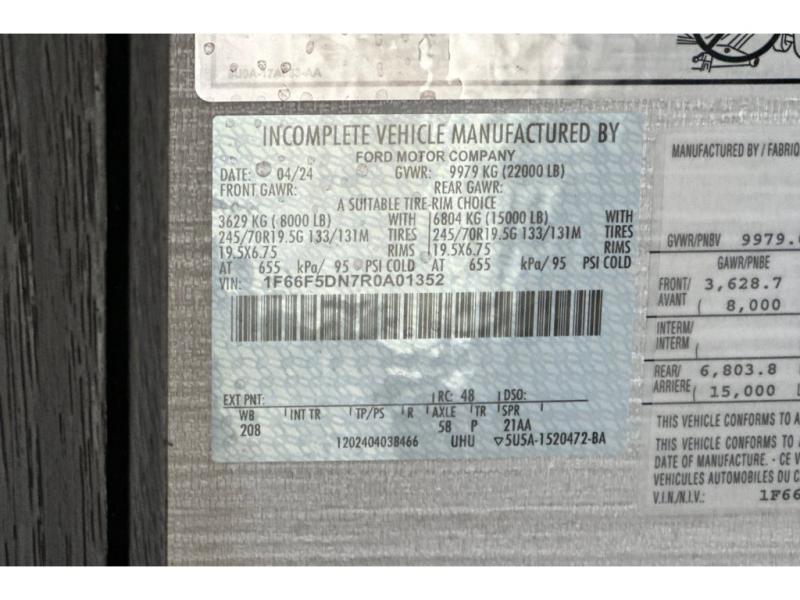 INCOMPLETE VEHICLE MANUFACTURED BY
FORD MOTOR COMPANY
DATE: 04/24 GVWR: 9979 KG (22000 LB)
FRONT GAWR: REAR GAWR:
A SUITABLE TIRE-RIM CHOICE
3629 KG ( 8000 LB) WITH 6804 KG (15000 LB) WITH
245/70R19.5G 133/131M TIRES 245/70R19.5G 133/131M TIRES
19.5X6.75 RIMS 19.5X6.75 RIMS
AT 655 kPa/ 95 PSI COLD AT 655 kPa/ 95 PSI COLD
VIN: 1F66F5DN7R0A01352
EXT PNT: RC: 48 DSO:
WB INT TR TP/PS R AXLE TR SPR
208 58 P 21AA
1202404038466 UHU ▽5U5A-1520472-BA
MANUFACTURED BY / FABRIQ
GVWR/PNBV 9979.
GAWR/PNBE
FRONT/ 3,628.7
AVANT ( 8,000
INTERM/
INTERM (
REAR/ 6,803.8
ARRIERE ( 15,000
THIS VEHICLE CONFORMS TO A
THIS VEHICLE CONFORMS TO
DATE OF MANUFACTURE. - CE V
VEHICULES AUTOMOBILES DU C
V.I.N./N.I.V.: 1F66